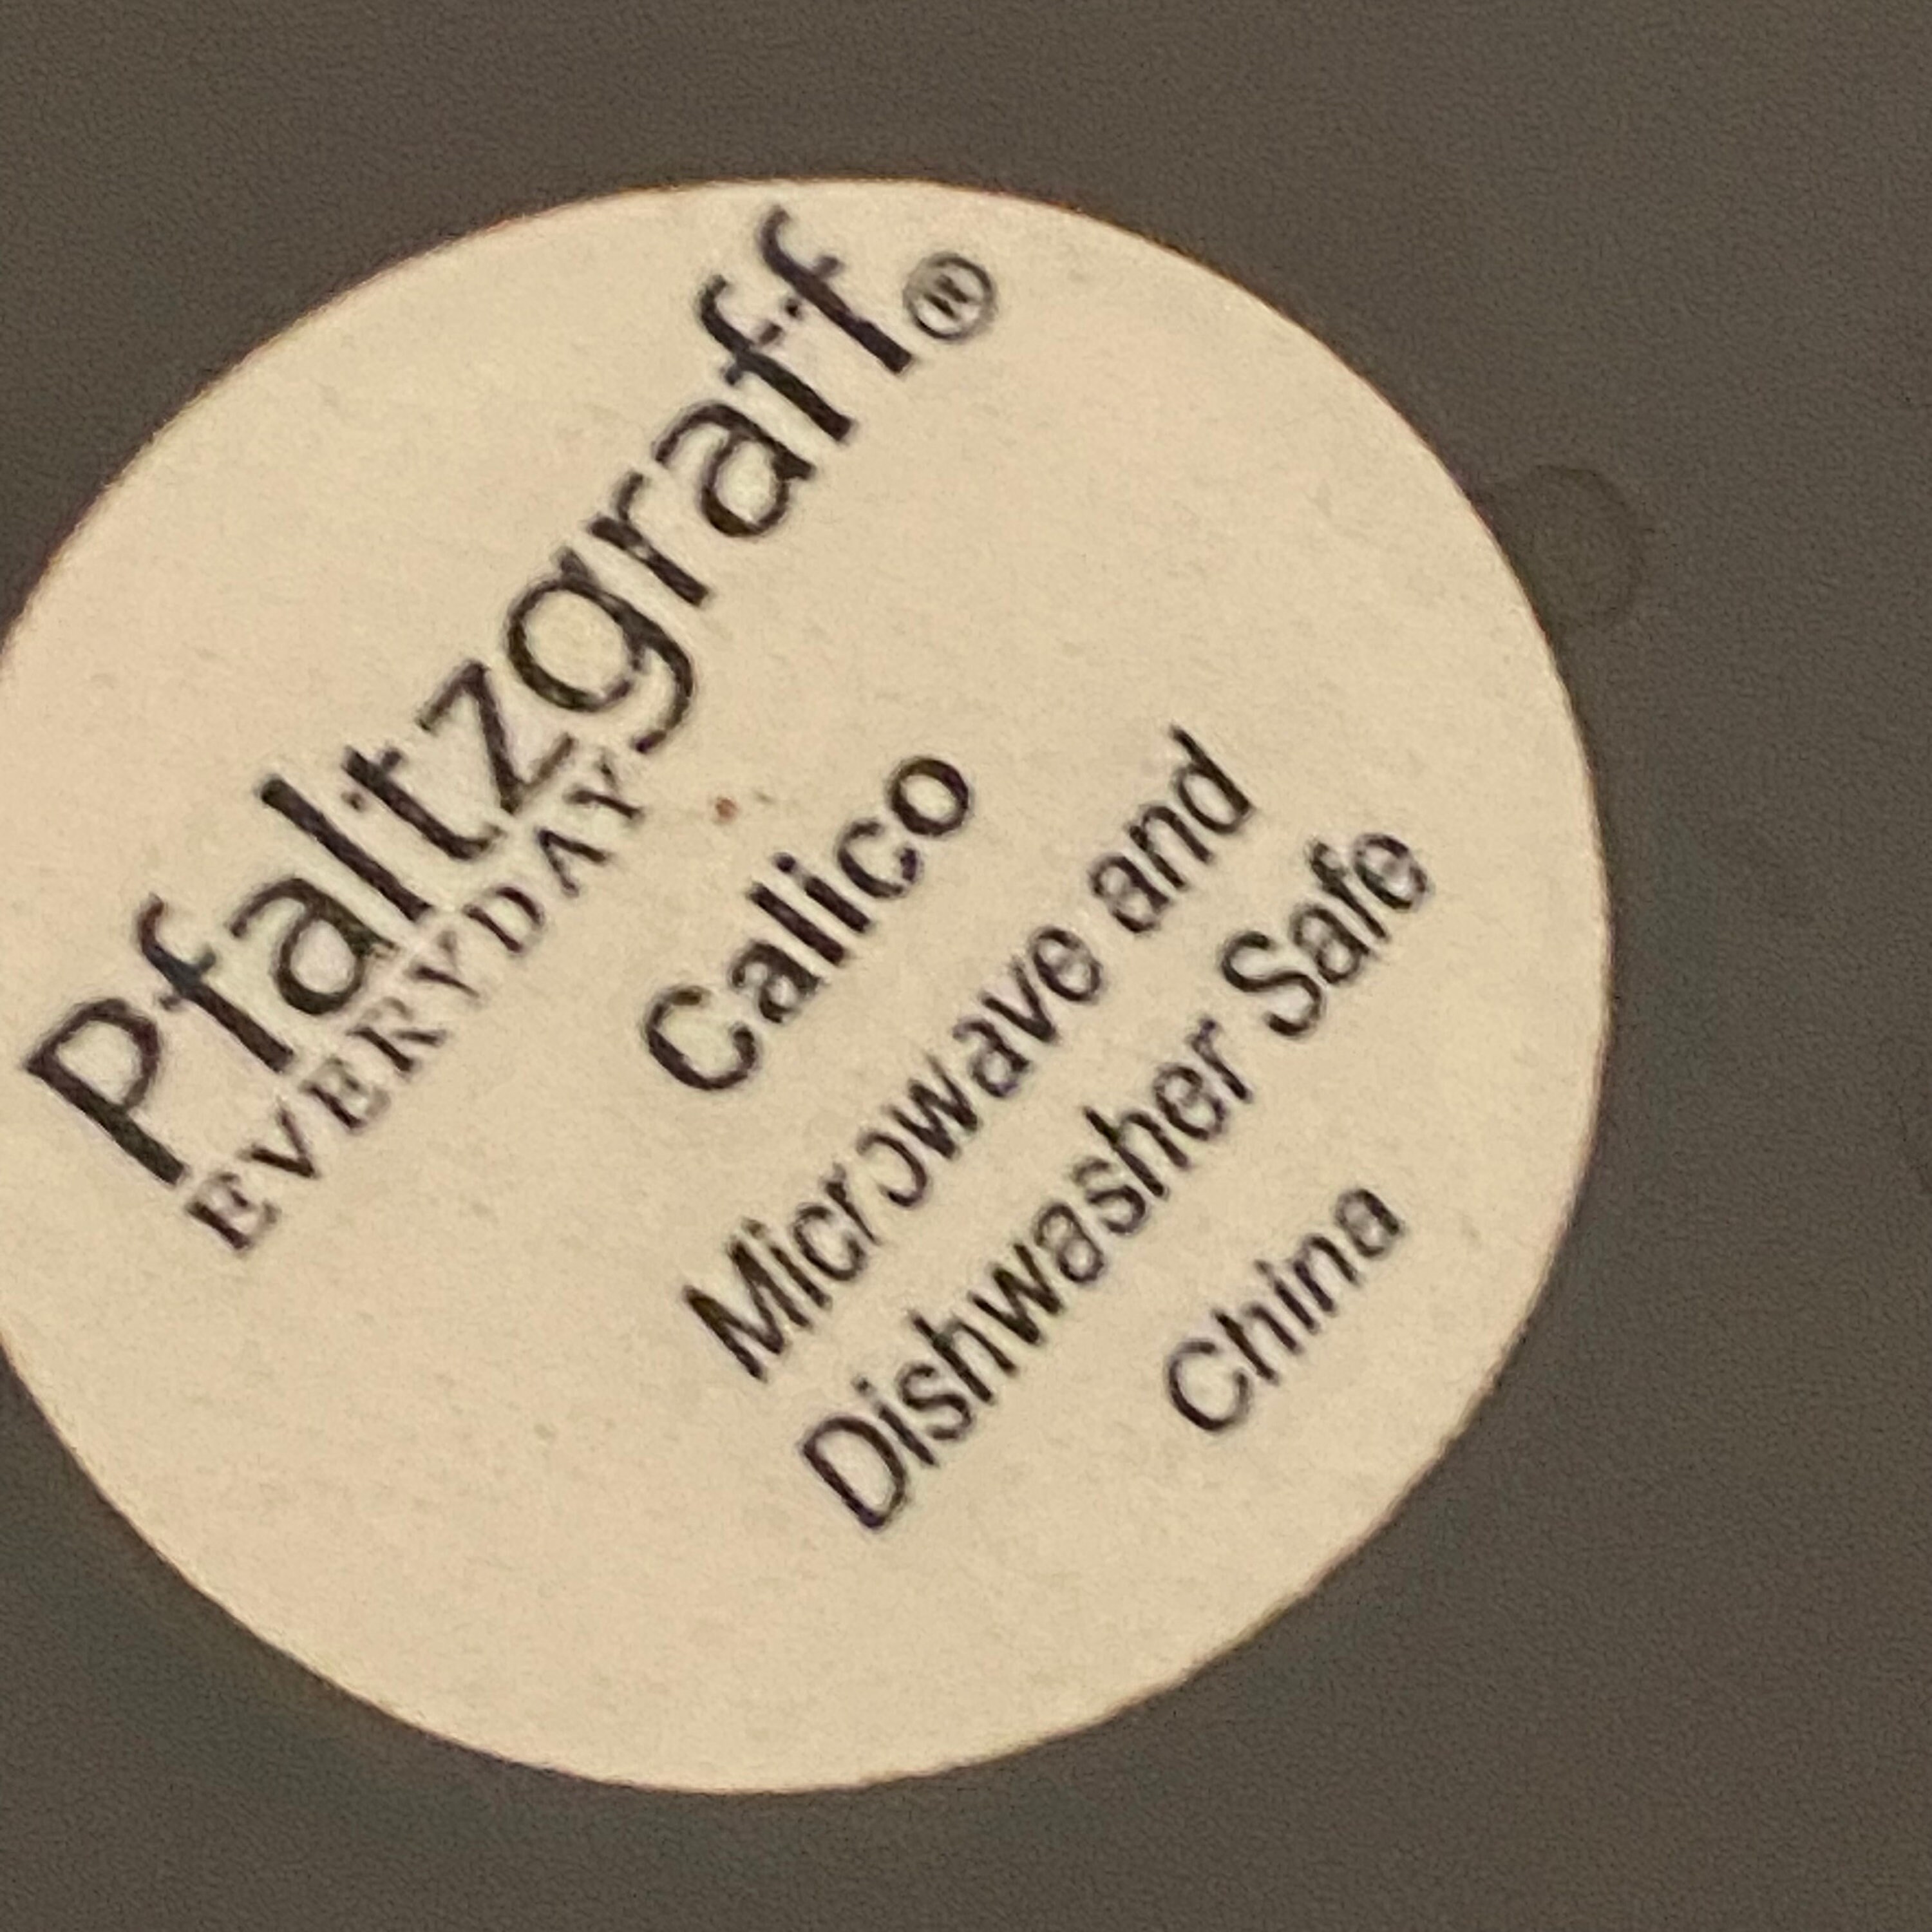 Pfaltzgraff®
EVERYDAY
Calico
Microwave and
Dishwasher Safe
China